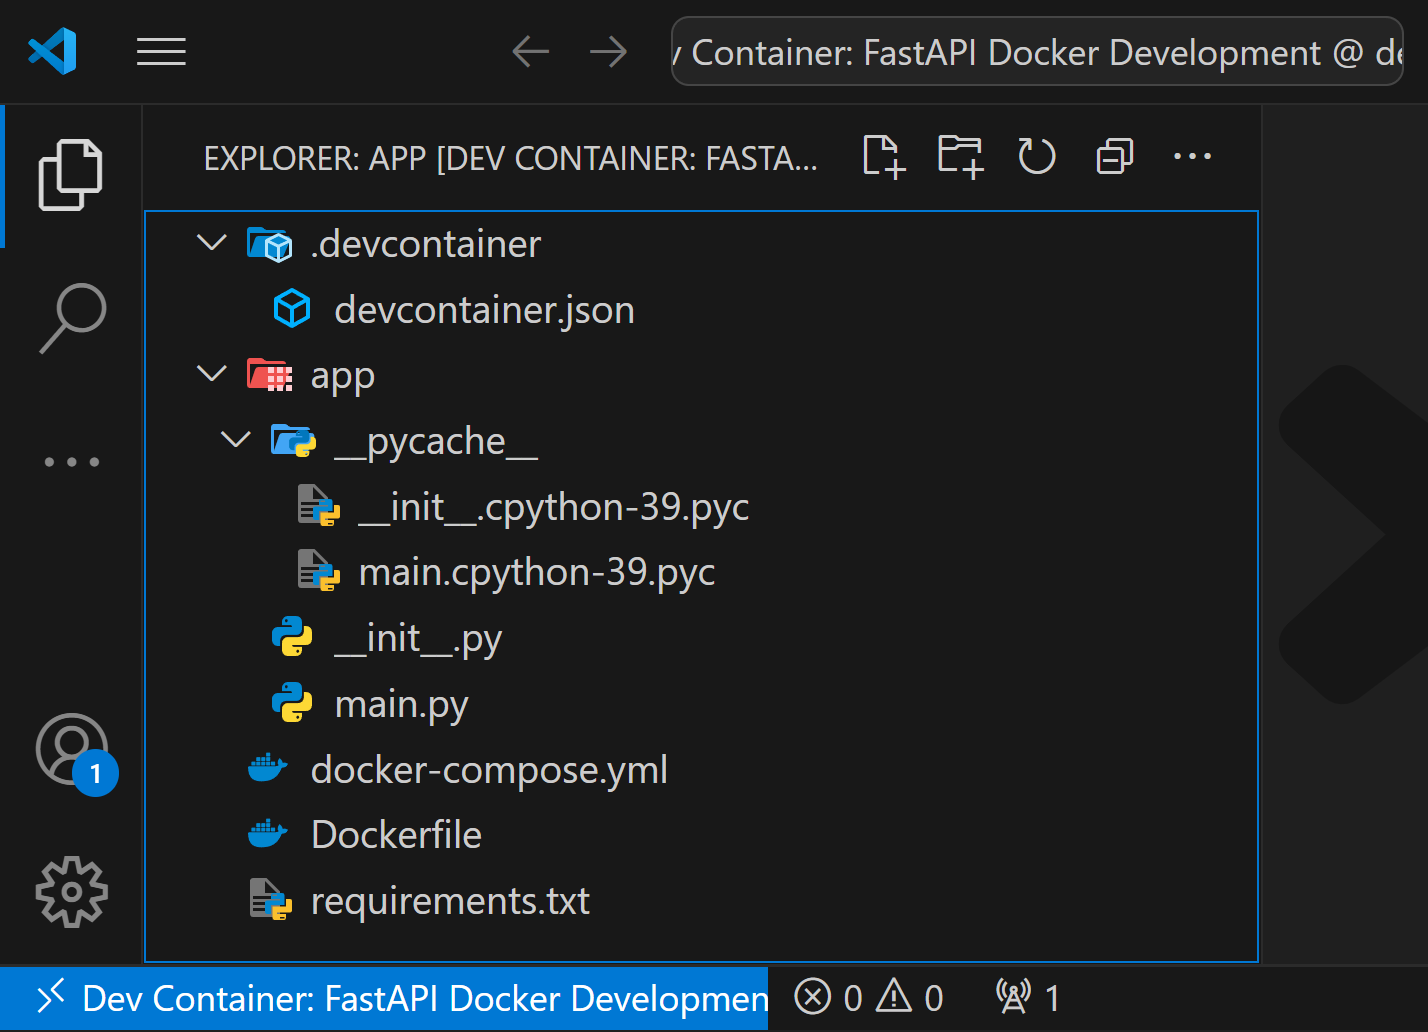 Container: FastAPI Docker Development @
EXPLORER: APP [DEV CONTAINER: FASTA...
.devcontainer
devcontainer.json
app
__pycache__
__init__.cpython-39.pyc
main.cpython-39.pyc
__init__.py
main.py
1
docker-compose.yml
Dockerfile
requirements.txt
Dev Container: FastAPI Docker Developmen 0 0 1